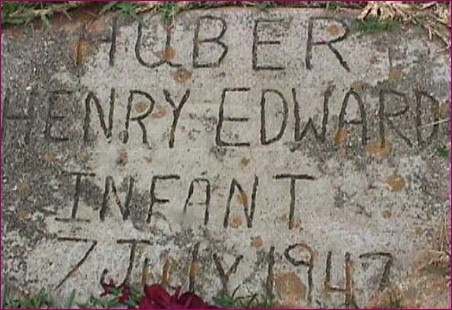 HUBER
HENRY EDWARD
INFANT
7 July 1947